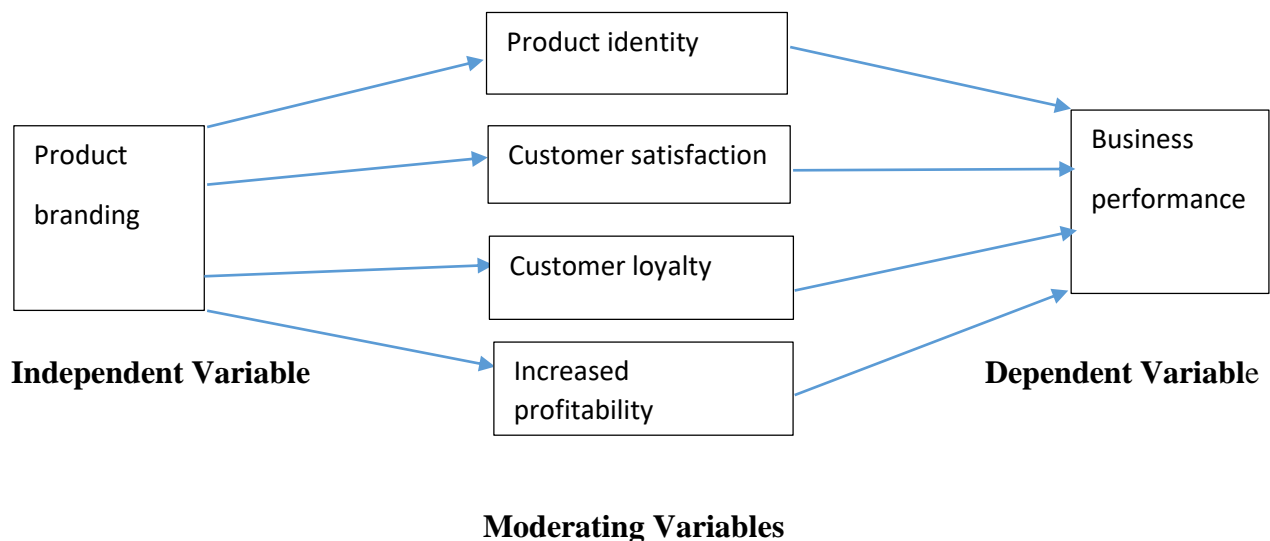 Product identity
Product
branding
Customer satisfaction
Customer loyalty
Increased
profitability
Business
performance
Independent Variable
Dependent Variable
Moderating Variables